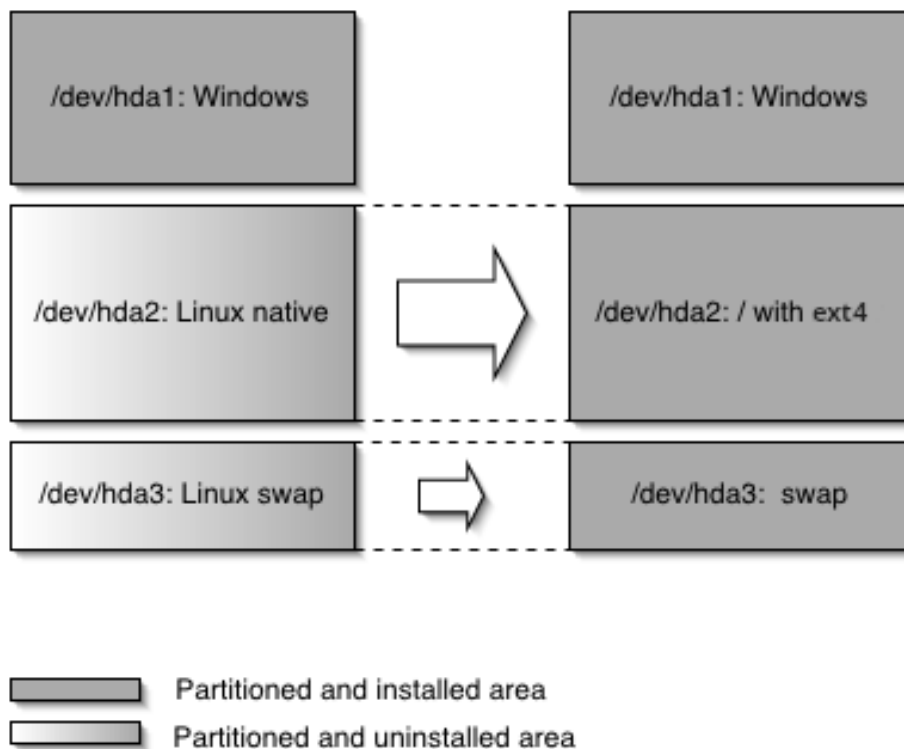 /dev/hda1: Windows
/dev/hda1: Windows
/dev/hda2: Linux native
/dev/hda2: / with ext4
/dev/hda3: Linux swap
/dev/hda3: swap
Partitioned and installed area
Partitioned and uninstalled area